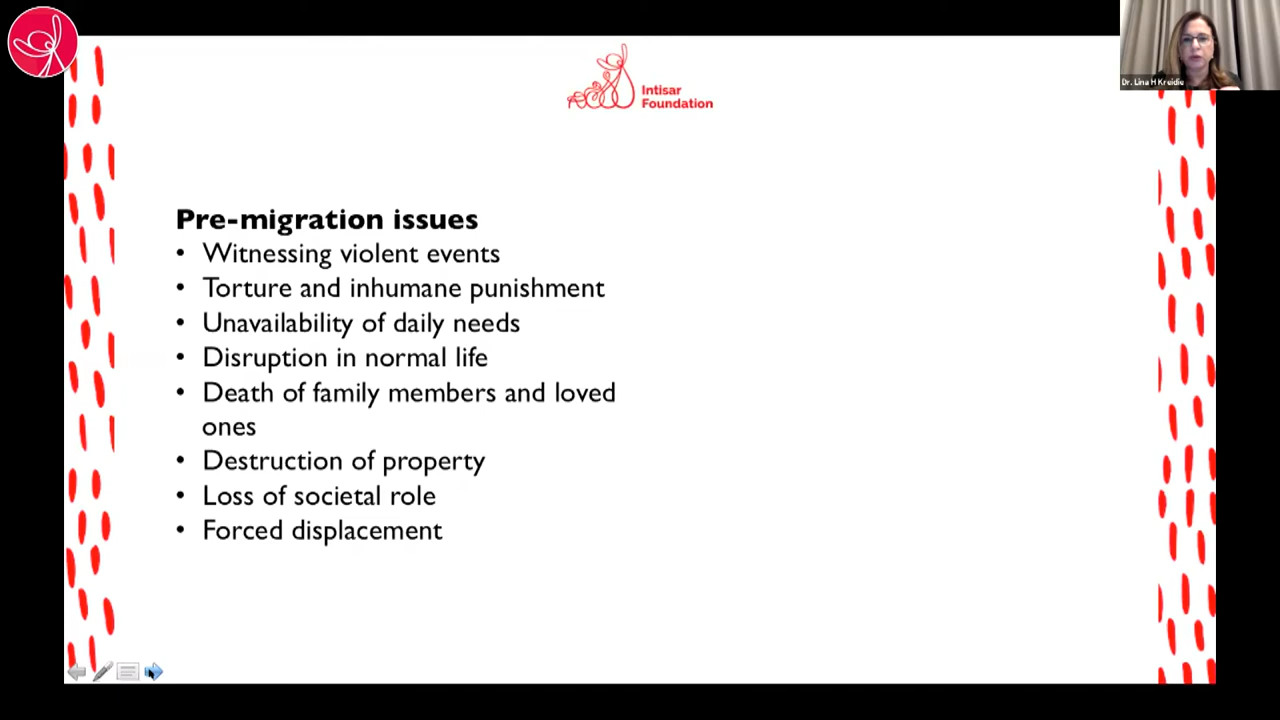 Intisar
Foundation
Dr. Lina H Kreidie
Pre-migration issues
• Witnessing violent events
• Torture and inhumane punishment
• Unavailability of daily needs
• Disruption in normal life
• Death of family members and loved
ones
• Destruction of property
• Loss of societal role
• Forced displacement